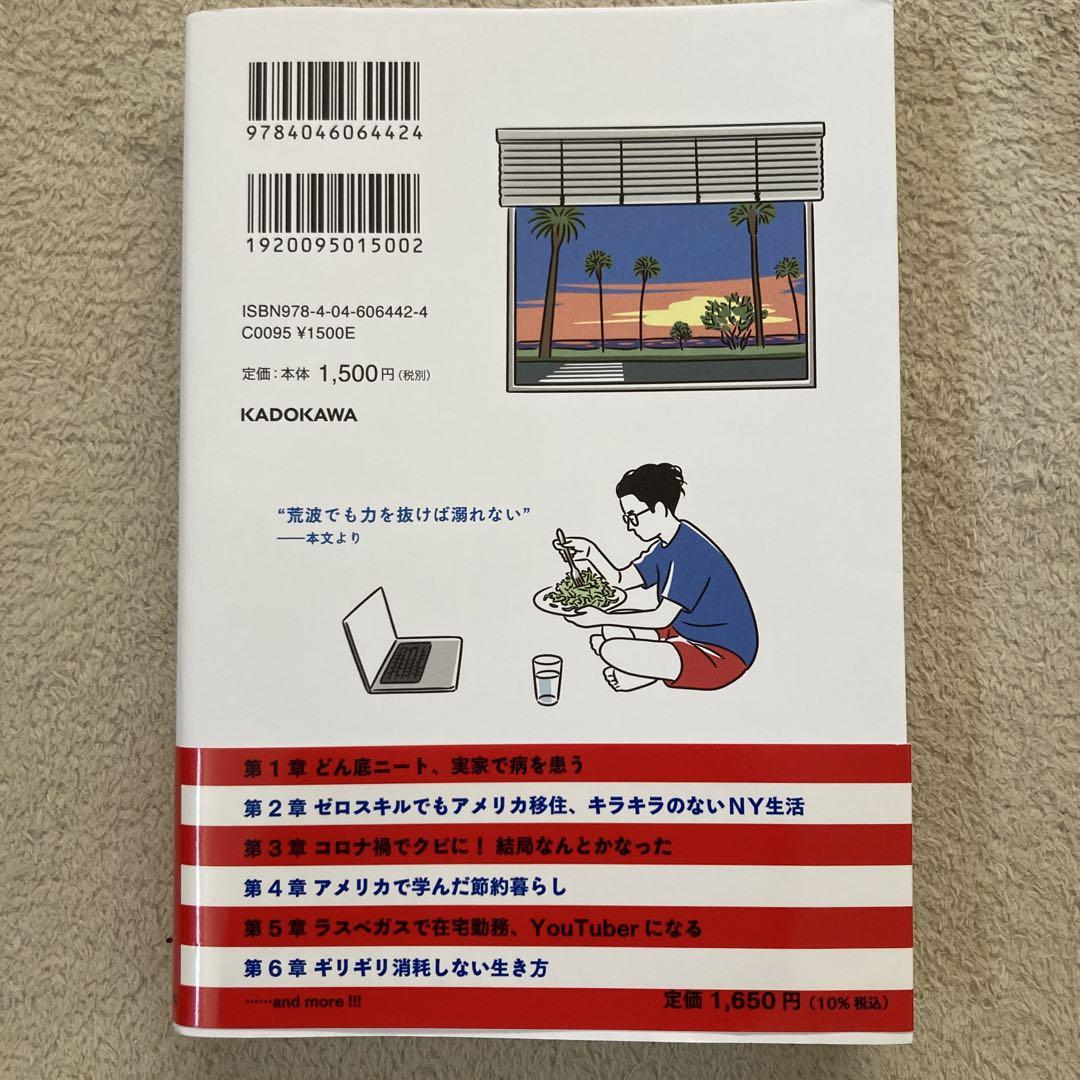 9784046064424
1920095015002
ISBN978-4-04-606442-4
C0095 ¥1500E
定価：本体 1,500円（税別）
KADOKAWA
“荒波でも力を抜けば溺れない”
——本文より
第1章 どん底ニート、実家で病を患う
第2章 ゼロスキルでもアメリカ移住、キラキラのないNY生活
第3章 コロナ禍でクビに！ 結局なんとかなった
第4章 アメリカで学んだ節約暮らし
第5章 ラスベガスで在宅勤務、YouTuberになる
第6章 ギリギリ消耗しない生き方
……and more !!!
定価 1,650円（10%税込）